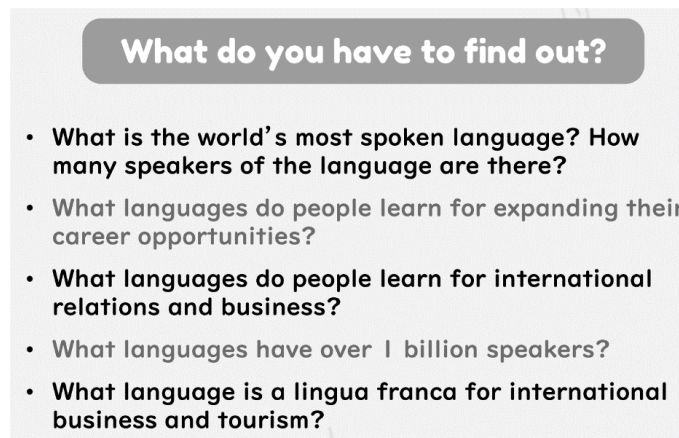 What do you have to find out?
• What is the world's most spoken language? How
many speakers of the language are there?
• What languages do people learn for expanding their
career opportunities?
• What languages do people learn for international
relations and business?
• What languages have over 1 billion speakers?
• What language is a lingua franca for international
business and tourism?